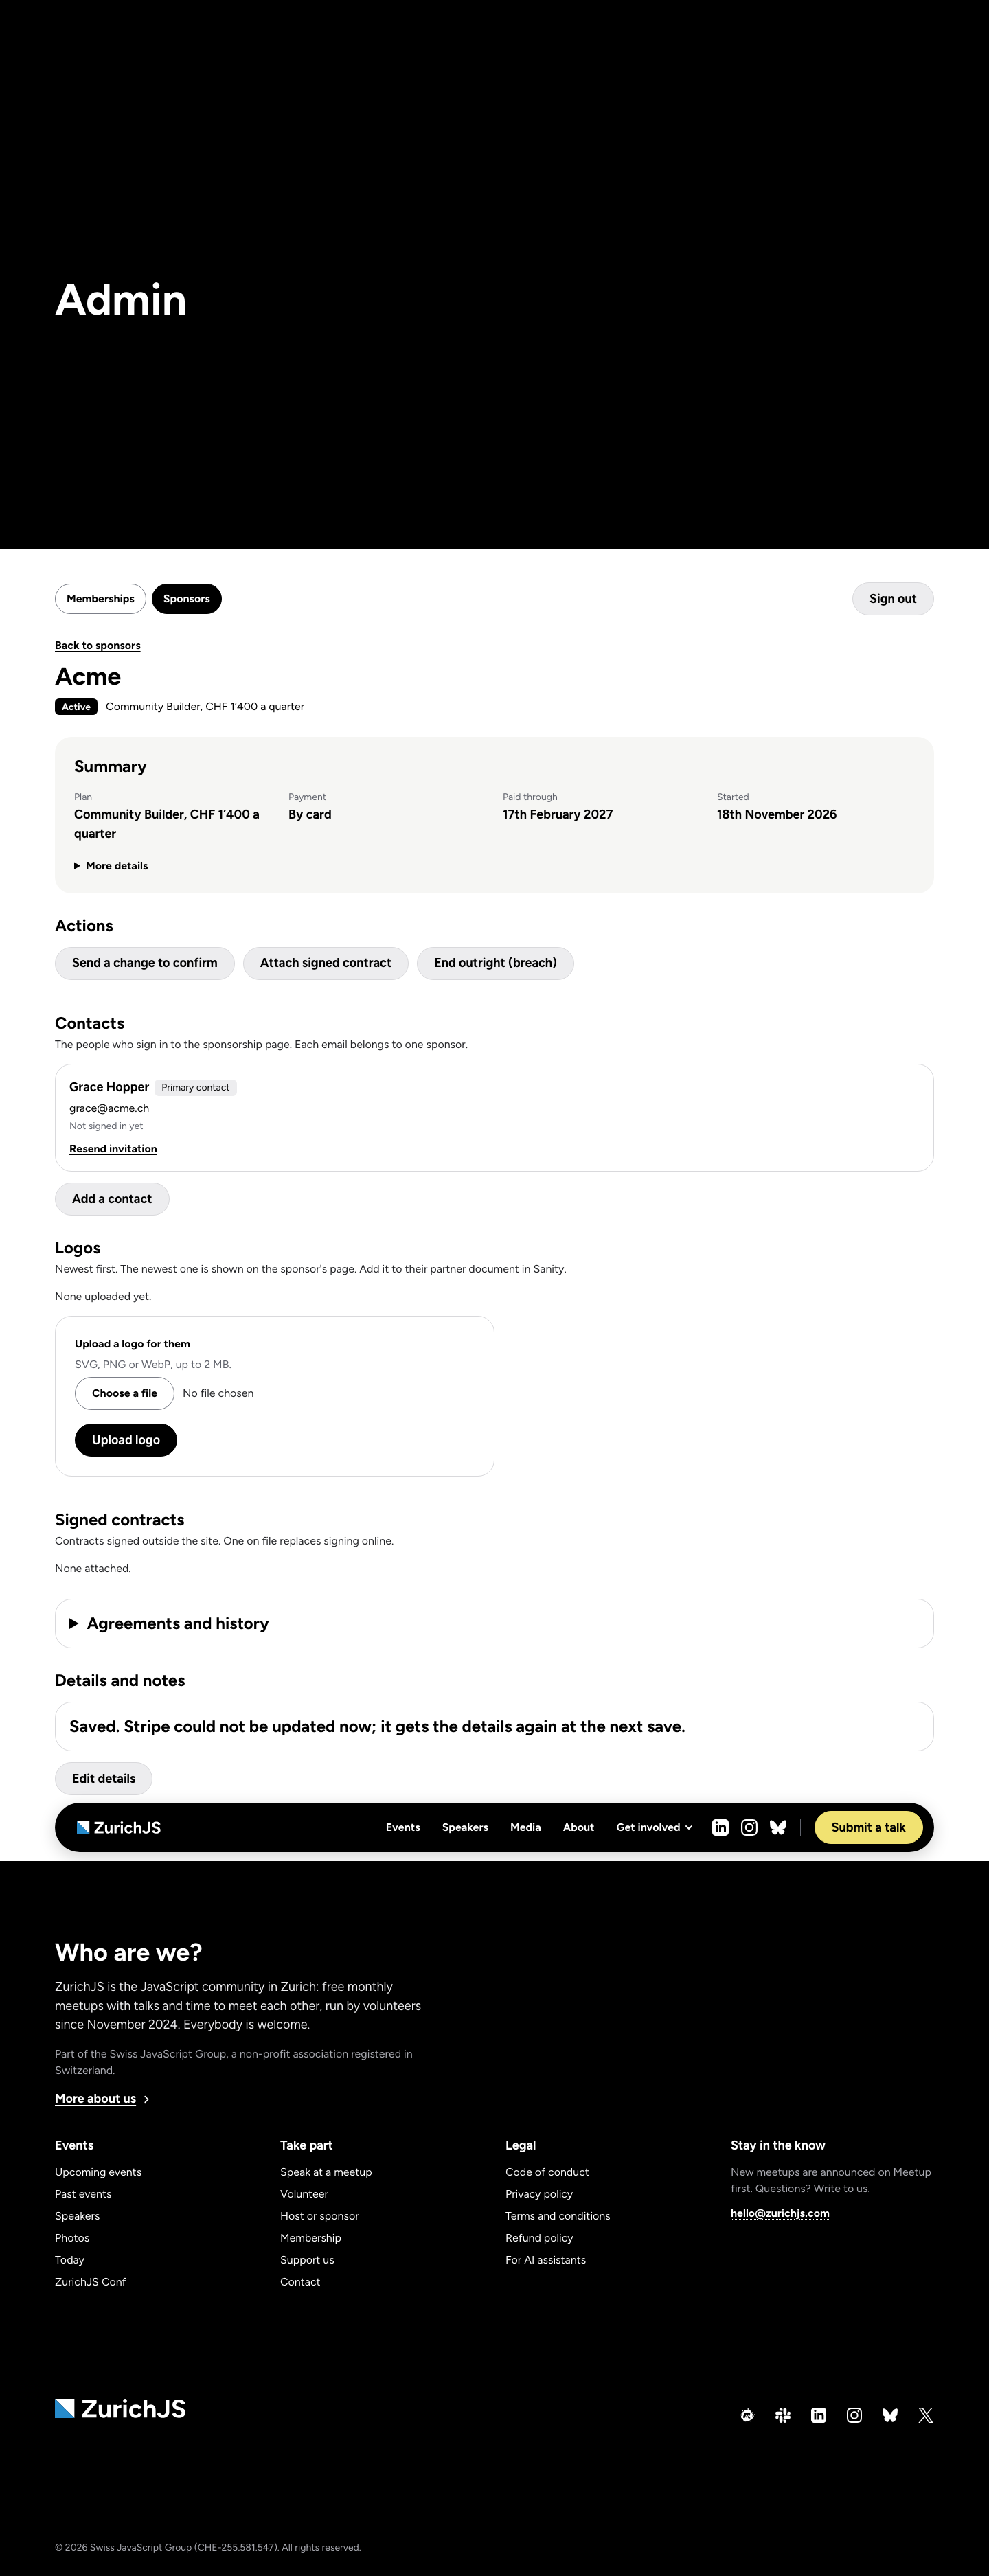 Admin
Memberships
Sponsors
Sign out
Back to sponsors
Acme
Active
Community Builder, CHF 1’400 a quarter
Summary
Plan
Community Builder, CHF 1’400 a
quarter
Payment
By card
Paid through
17th February 2027
Started
18th November 2026
More details
Actions
Send a change to confirm
Attach signed contract
End outright (breach)
Contacts
The people who sign in to the sponsorship page. Each email belongs to one sponsor.
Grace Hopper
Primary contact
grace@acme.ch
Not signed in yet
Resend invitation
Add a contact
Logos
Newest first. The newest one is shown on the sponsor's page. Add it to their partner document in Sanity.
None uploaded yet.
Upload a logo for them
SVG, PNG or WebP, up to 2 MB.
Choose a file
No file chosen
Upload logo
Signed contracts
Contracts signed outside the site. One on file replaces signing online.
None attached.
Agreements and history
Details and notes
Saved. Stripe could not be updated now; it gets the details again at the next save.
Edit details
ZurichJS
Events
Speakers
Media
About
Get involved
Submit a talk
Who are we?
ZurichJS is the JavaScript community in Zurich: free monthly
meetups with talks and time to meet each other, run by volunteers
since November 2024. Everybody is welcome.
Part of the Swiss JavaScript Group, a non-profit association registered in
Switzerland.
More about us
Events
Upcoming events
Past events
Speakers
Photos
Today
ZurichJS Conf
Take part
Speak at a meetup
Volunteer
Host or sponsor
Membership
Support us
Contact
Legal
Code of conduct
Privacy policy
Terms and conditions
Refund policy
For AI assistants
Stay in the know
New meetups are announced on Meetup
first. Questions? Write to us.
hello@zurichjs.com
ZurichJS
© 2026 Swiss JavaScript Group (CHE-255.581.547). All rights reserved.